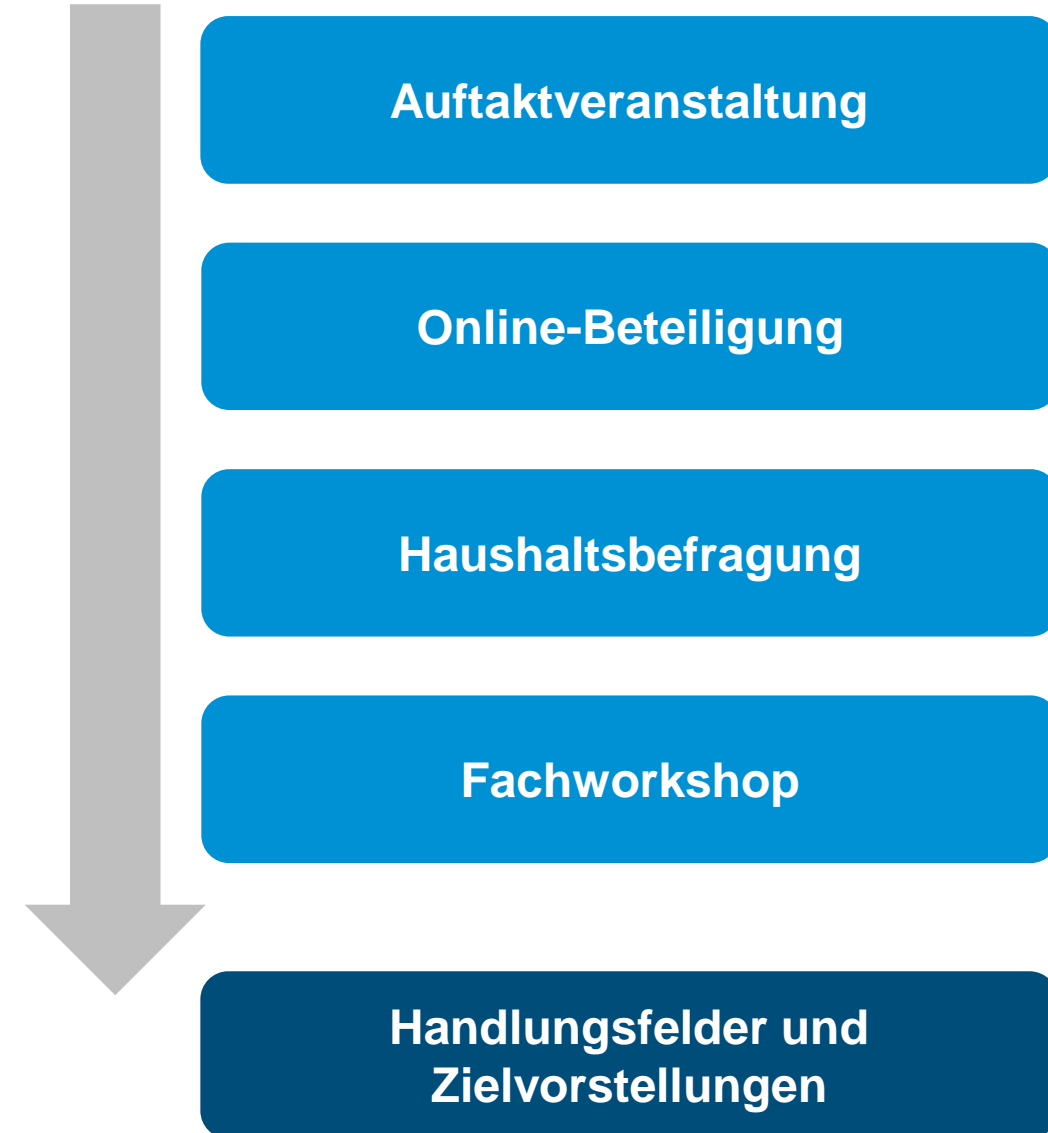 Auftaktveranstaltung
Online-Beteiligung
Haushaltsbefragung
Fachworkshop
Handlungsfelder und
Zielvorstellungen